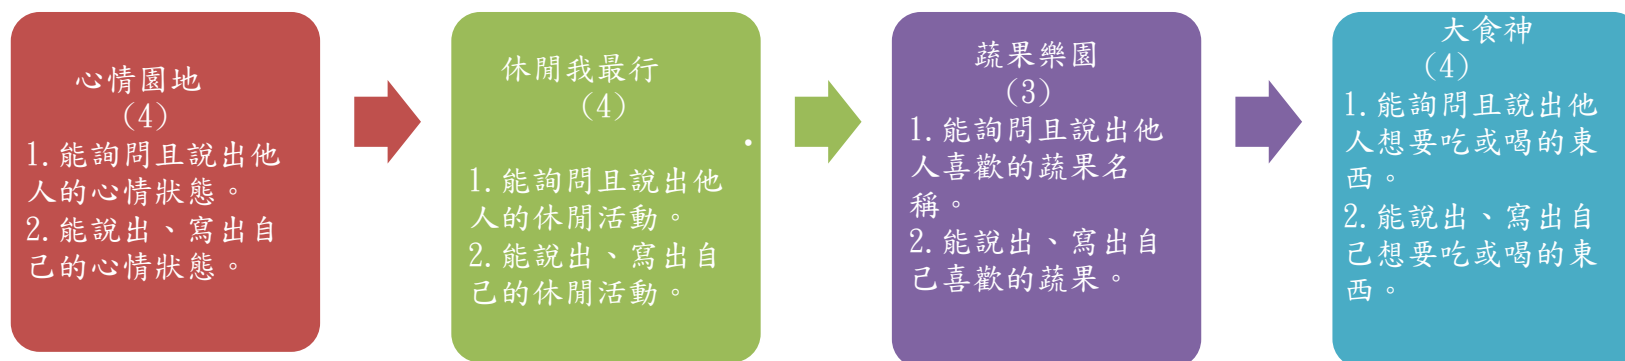 心情園地
(4)
1.能詢問且說出他
人的心情狀態。
2.能說出、寫出自
己的心情狀態。
休閒我最行
(4)
.
1.能詢問且說出他
人的休閒活動。
2.能說出、寫出自
己的休閒活動。
蔬果樂園
(3)
1.能詢問且說出他
人喜歡的蔬果名
稱。
2.能說出、寫出自
己喜歡的蔬果。
大食神
(4)
1.能詢問且說出他
人想要吃或喝的東
西。
2.能說出、寫出自
己想要吃或喝的東
西。